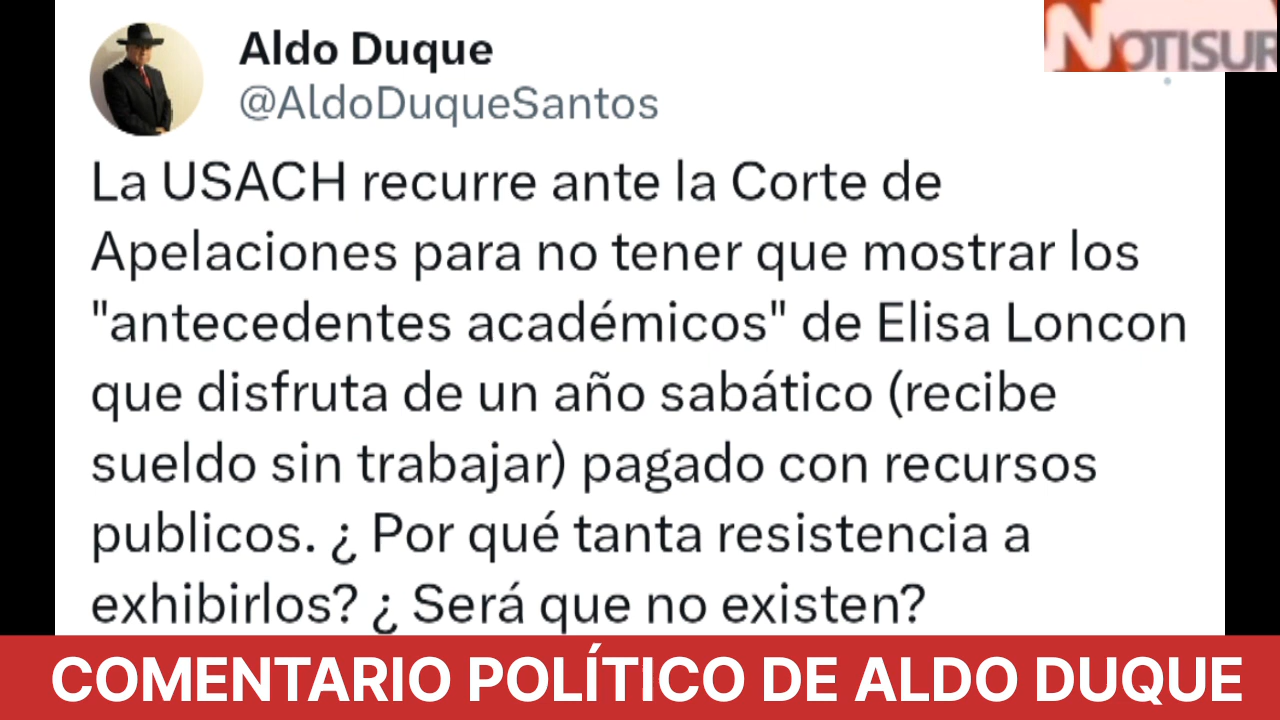 NOTISUR
Aldo Duque
@AldoDuqueSantos
La USACH recurre ante la Corte de
Apelaciones para no tener que mostrar los
"antecedentes académicos" de Elisa Loncon
que disfruta de un año sabático (recibe
sueldo sin trabajar) pagado con recursos
publicos. ¿ Por qué tanta resistencia a
exhibirlos? ¿ Será que no existen?
COMENTARIO POLÍTICO DE ALDO DUQUE